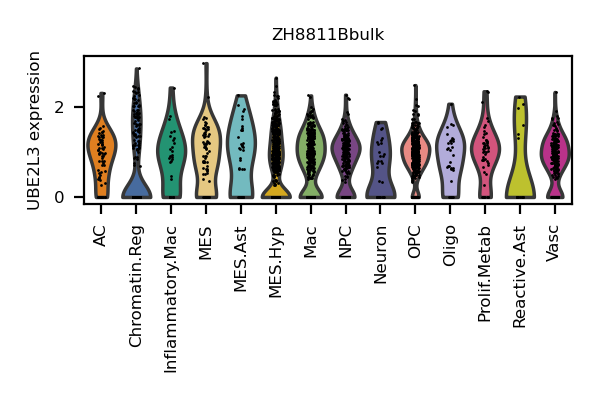 ZH8811Bbulk
UBE2L3 expression
2
0
AC
Chromatin.Reg
Inflammatory.Mac
MES
MES.Ast
MES.Hyp
Mac
NPC
Neuron
OPC
Oligo
Prolif.Metab
Reactive.Ast
Vasc